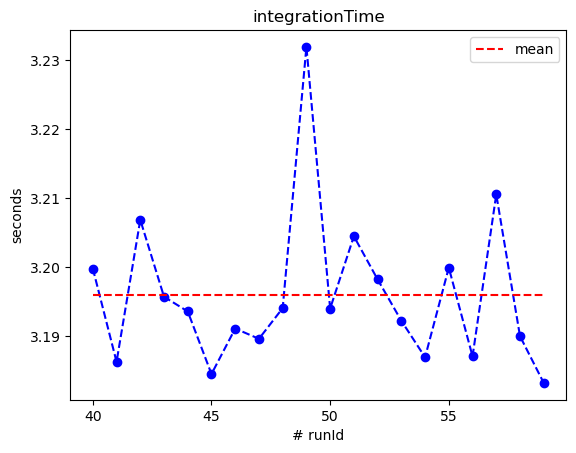 integrationTime
mean
seconds
3.23
3.22
3.21
3.20
3.19
40
45
50
55
# runId